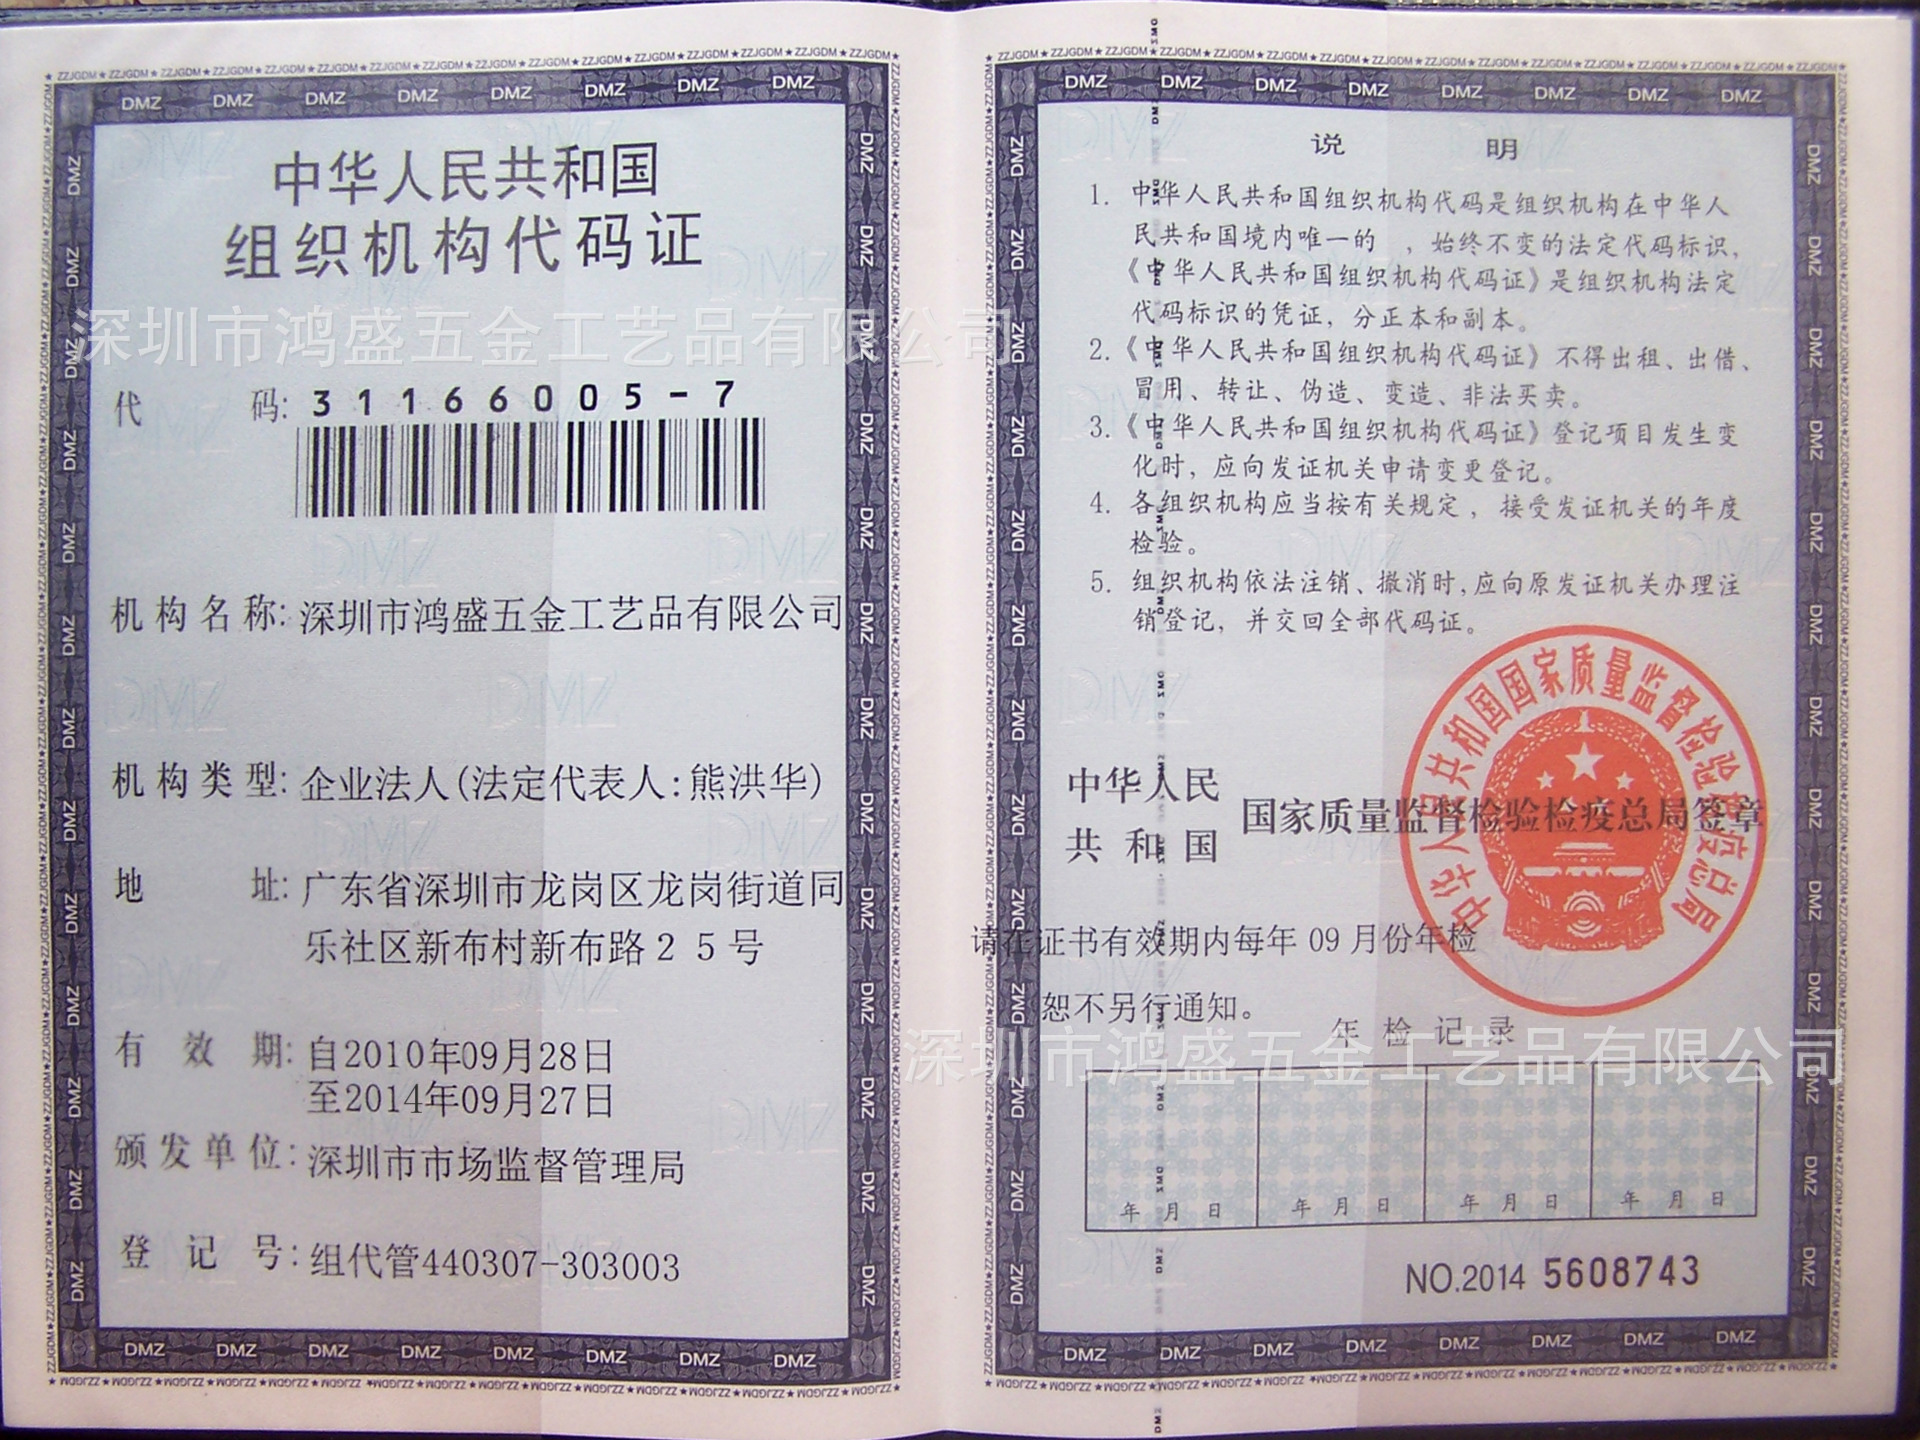 中华人民共和国
组织机构代码证
深圳市鸿盛五金工艺品有限公司
代 码: 31166005-7
机构名称: 深圳市鸿盛五金工艺品有限公司
机构类型: 企业法人(法定代表人:熊洪华)
地 址: 广东省深圳市龙岗区龙岗街道同
乐社区新布村新布路25号
有 效 期: 自2010年09月28日
至2014年09月27日
颁发单位: 深圳市市场监督管理局
登 记 号: 组代管440307-303003
说 明
1. 中华人民共和国组织机构代码是组织机构在中华人
民共和国境内唯一的 ,始终不变的法定代码标识,
《中华人民共和国组织机构代码证》是组织机构法定
代码标识的凭证,分正本和副本。
2.《中华人民共和国组织机构代码证》不得出租、出借、
冒用、转让、伪造、变造、非法买卖。
3.《中华人民共和国组织机构代码证》登记项目发生变
化时,应向发证机关申请变更登记。
4. 各组织机构应当按有关规定,接受发证机关的年度
检验。
5. 组织机构依法注销、撤消时,应向原发证机关办理注
销登记,并交回全部代码证。
中华人民
共和国 国家质量监督检验检疫总局签章
中华人民共和国国家质量监督检验检疫总局
请在证书有效期内每年 09 月份年检
恕不另行通知。
年 检 记 录
深圳市鸿盛五金工艺品有限公司
年 月 日 年 月 日 年 月 日 年 月 日
NO.2014 5608743